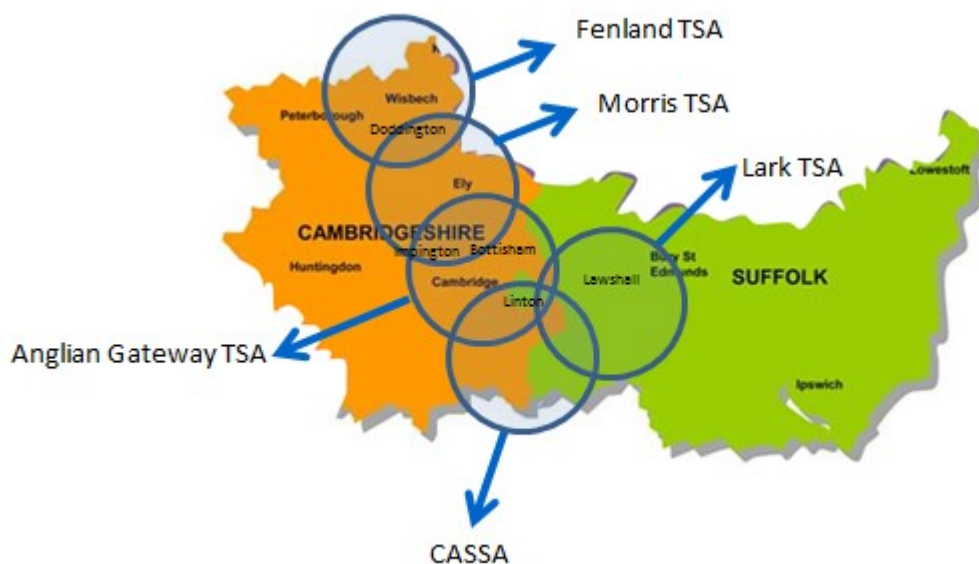 Fenland TSA
Morris TSA
Wisbech
Peterborough
Doddington
Lark TSA
Lowestoft
Ely
CAMBRIDGESHIRE
Impington
Bottisham
Huntingdon
Cambridge
Linton
Lawshall
Bury St
Edmunds
SUFFOLK
Anglian Gateway TSA
Ipswich
CASSA